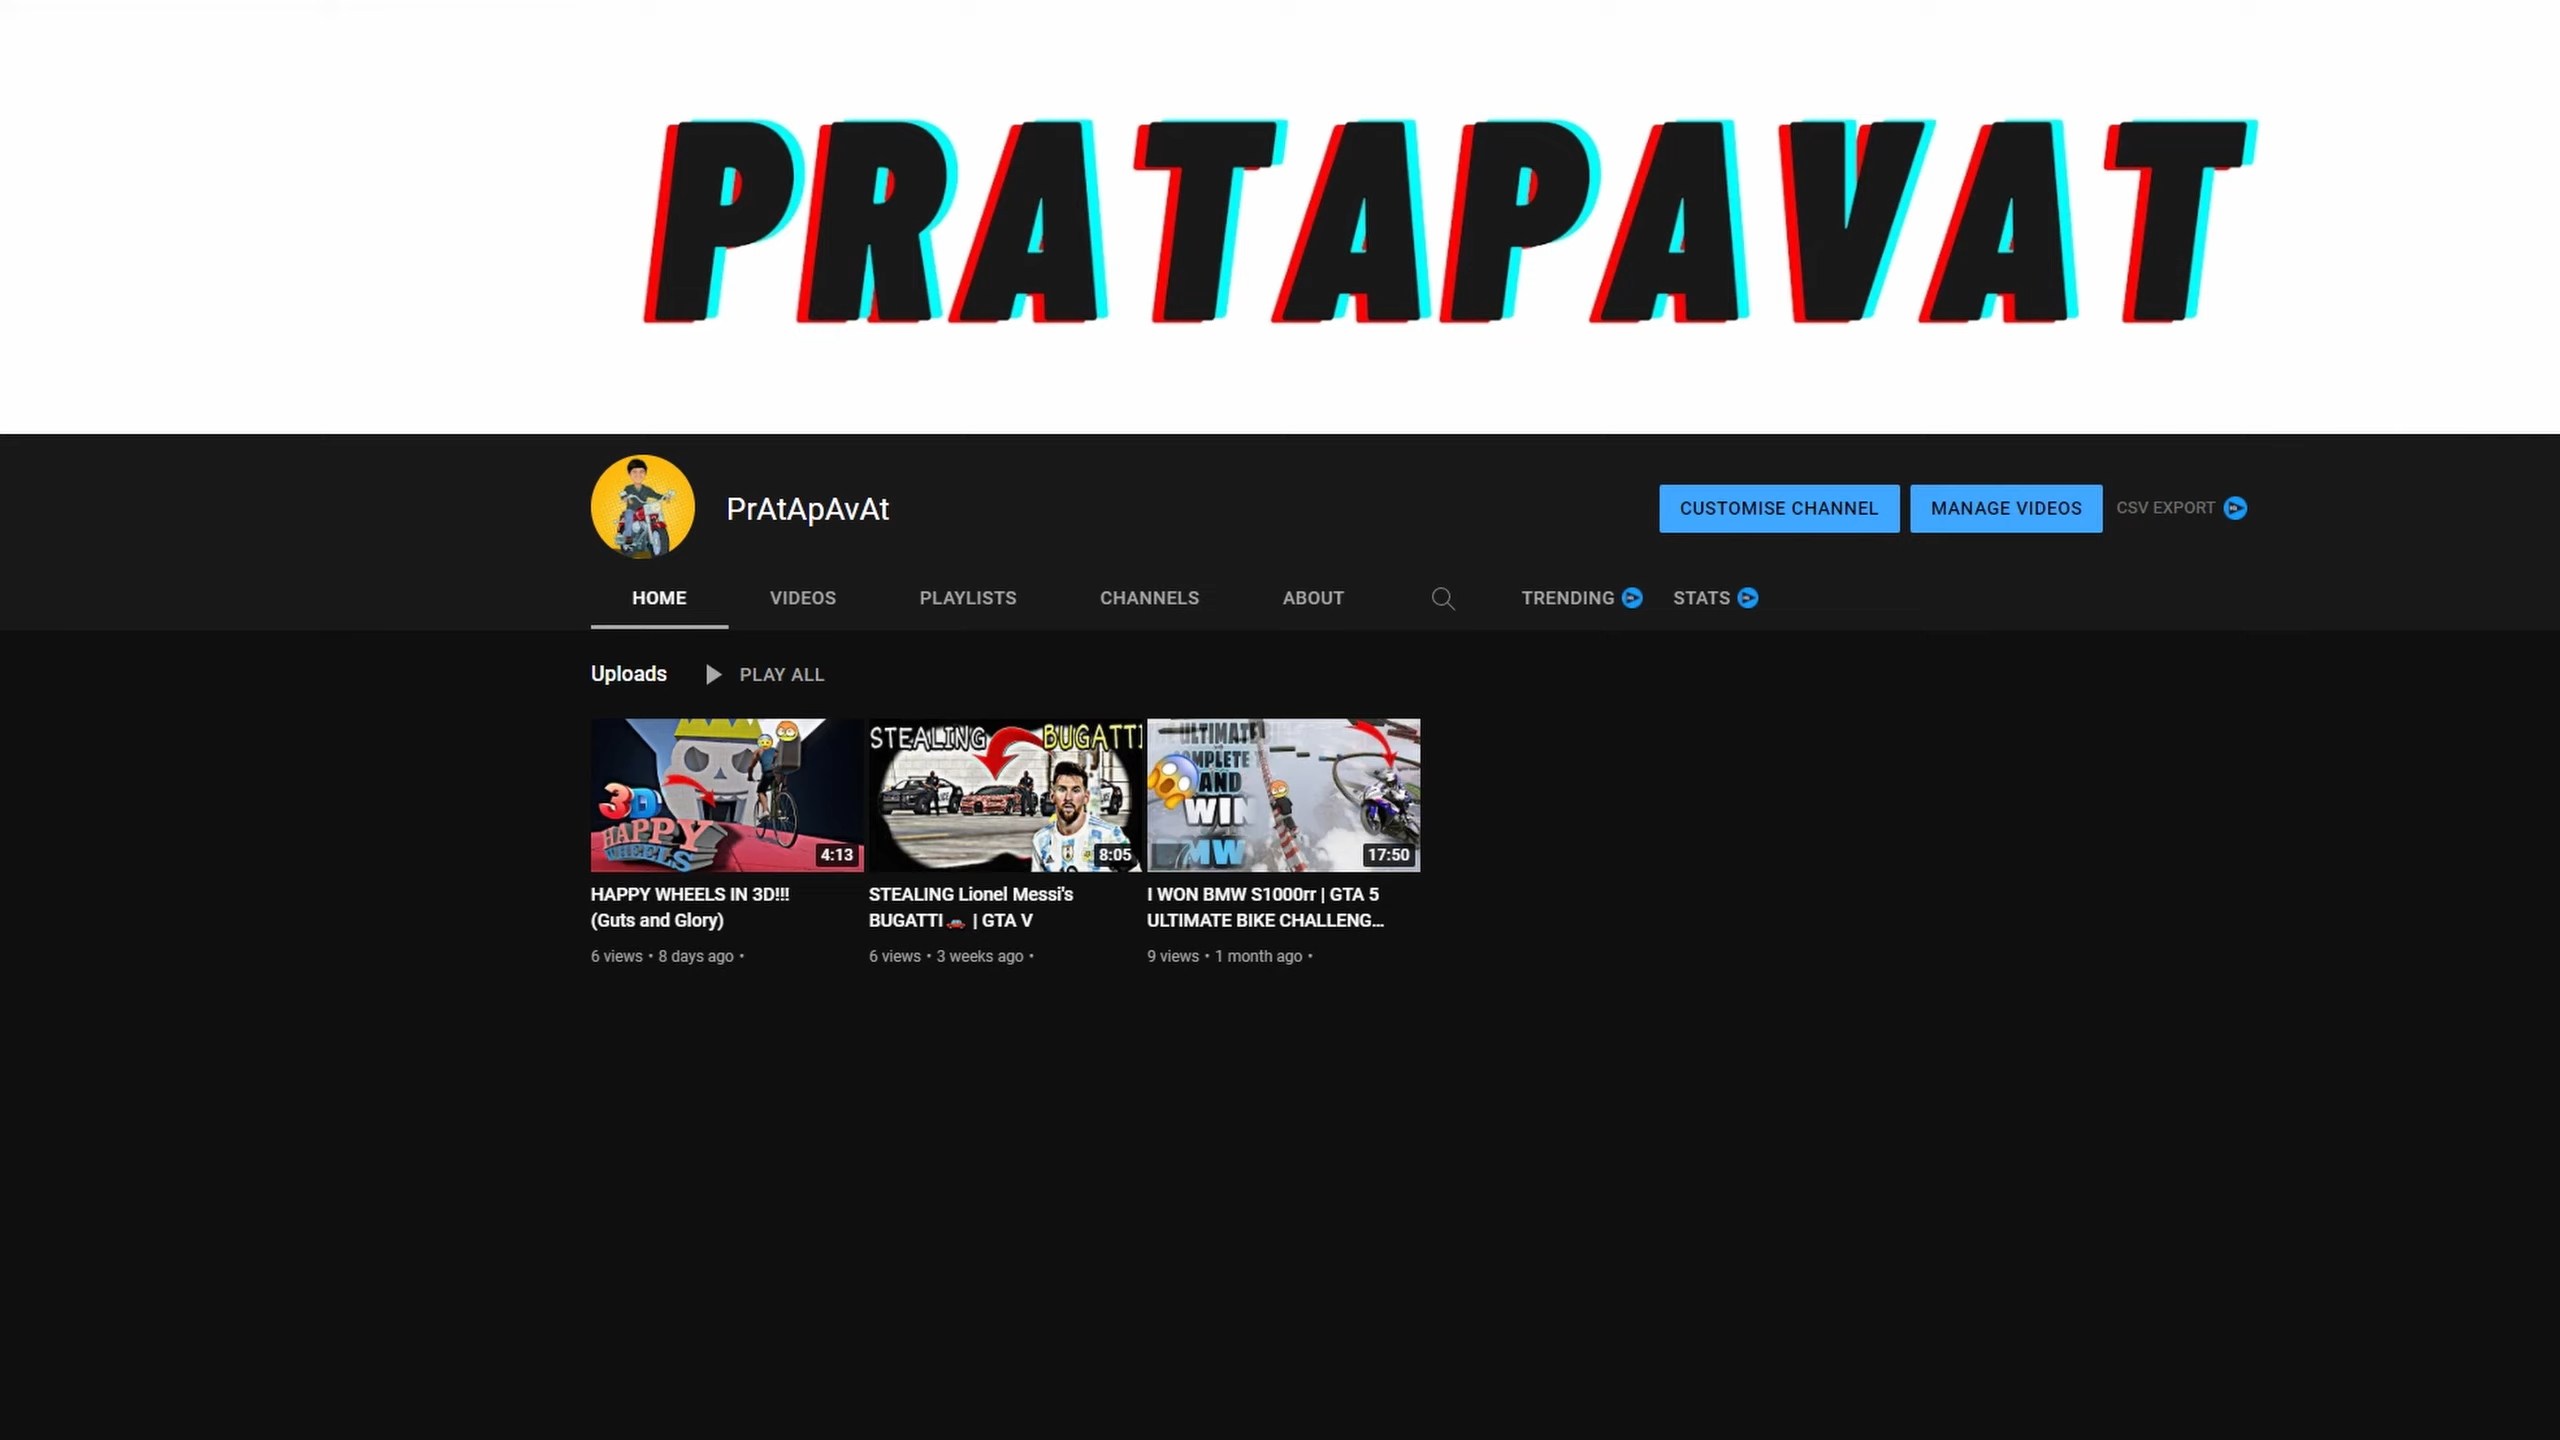 PRATAPAVAT
PrAtApAvAt
CUSTOMISE CHANNEL
MANAGE VIDEOS
CSV EXPORT
HOME
VIDEOS
PLAYLISTS
CHANNELS
ABOUT
TRENDING
STATS
Uploads
PLAY ALL
3D
HAPPY
WHEELS
4:13
STEALING
BUGATTI
8:05
ULTIMATE
AND
WIN
17:50
HAPPY WHEELS IN 3D!!!
(Guts and Glory)
6 views • 8 days ago •
STEALING Lionel Messi's
BUGATTI🚗 | GTA V
6 views • 3 weeks ago •
I WON BMW S1000rr | GTA 5
ULTIMATE BIKE CHALLENG...
9 views • 1 month ago •